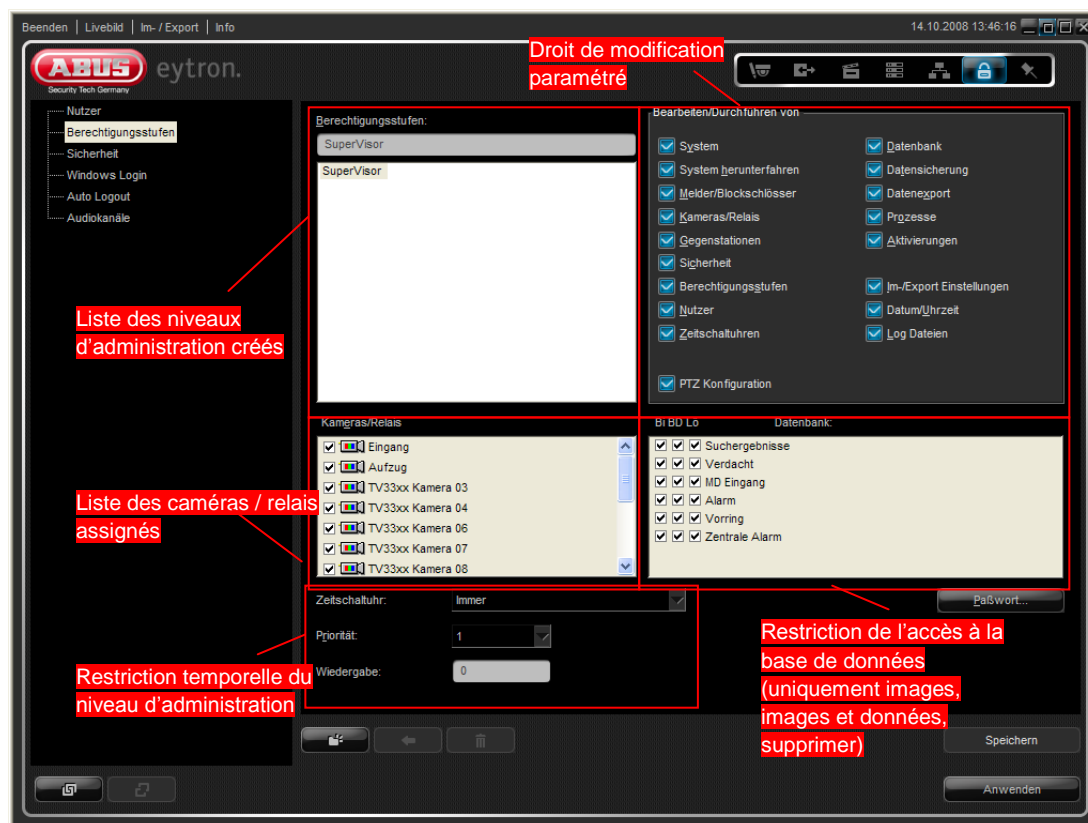 Beenden | Livebild | Im- / Export | Info
14.10.2008 13:46:16
Droit de modification
paramétré
ABUS
eytron.
Security Tech Germany
Nutzer
Berechtigungsstufen
Sicherheit
Windows Login
Auto Logout
Audiokanäle
Berechtigungsstufen:
SuperVisor
SuperVisor
Bearbeiten/Durchführen von
System
Datenbank
System herunterfahren
Datensicherung
Melder/Blockschlösser
Datenexport
Kameras/Relais
Prozesse
Gegenstationen
Aktivierungen
Sicherheit
Berechtigungsstufen
Im-/Export Einstellungen
Nutzer
Datum/Uhrzeit
Zeitschaltuhren
Log Dateien
PTZ Konfiguration
Liste des niveaux
d’administration créés
Kameras/Relais
Eingang
Aufzug
TV33xx Kamera 03
TV33xx Kamera 04
TV33xx Kamera 06
TV33xx Kamera 07
TV33xx Kamera 08
Bi BD Lo Datenbank:
Suchergebnisse
Verdacht
MD Eingang
Alarm
Vorring
Zentrale Alarm
Liste des caméras / relais
assignés
Zeitschaltuhr: Immer
Priorität: 1
Wiedergabe: 0
Paßwort...
Restriction temporelle du
niveau d’administration
Restriction de l’accès à la
base de données
(uniquement images,
images et données,
supprimer)
Speichern
Anwenden